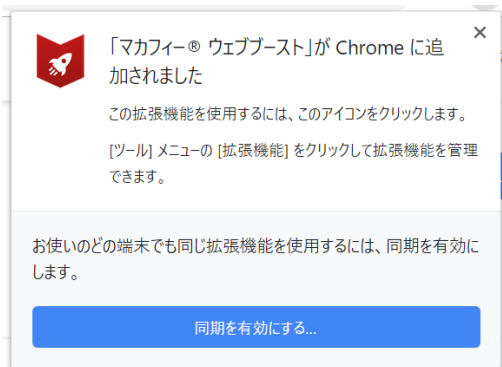 「マカフィー® ウェブブースト」が Chrome に追
加されました
この拡張機能を使用するには、このアイコンをクリックします。
[ツール] メニューの [拡張機能] をクリックして拡張機能を管理
できます。
お使いのどの端末でも同じ拡張機能を使用するには、同期を有効に
します。
同期を有効にする...